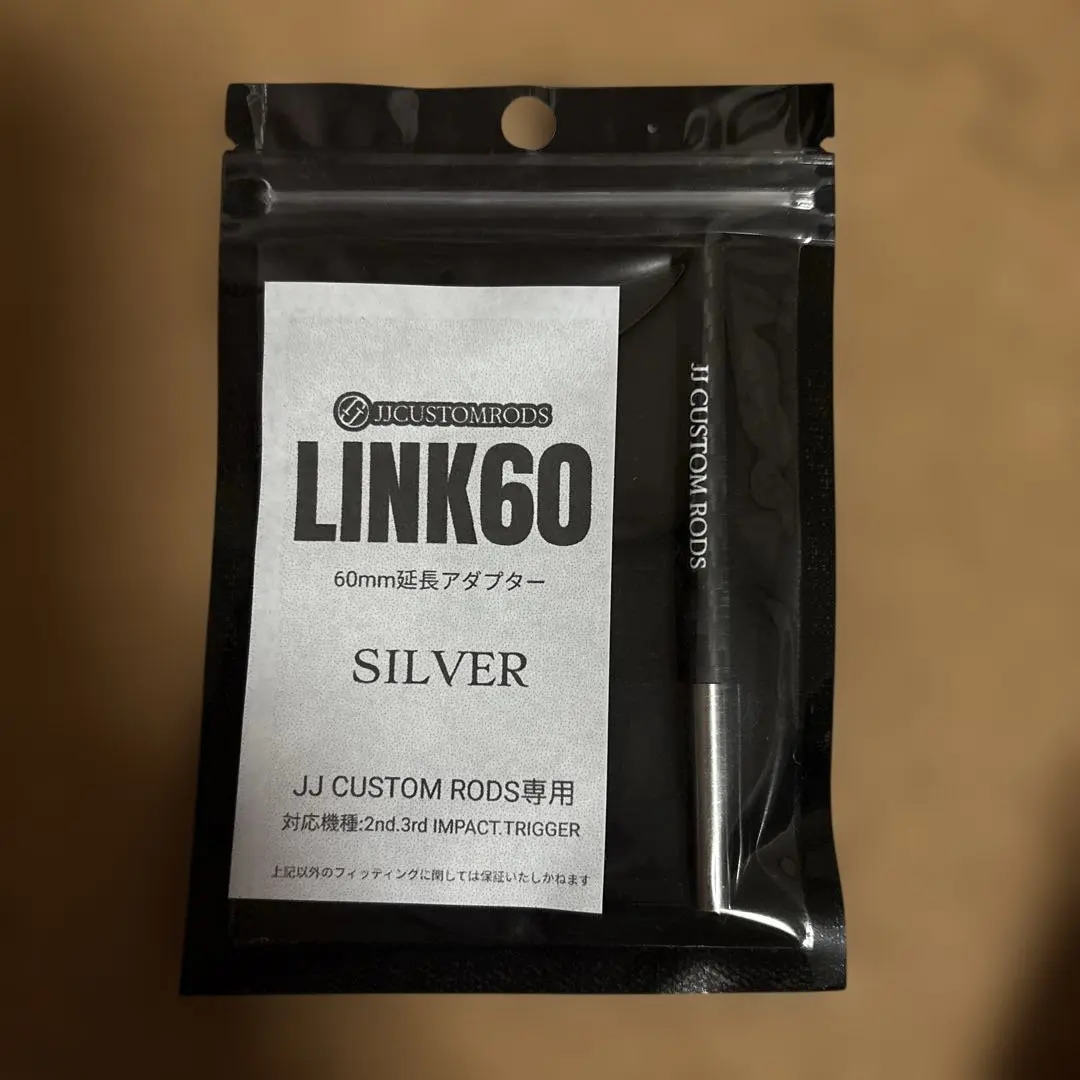 JJCUSTOMRODS
LINK60
60mm延長アダプター
SILVER
JJ CUSTOM RODS専用
対応機種:2nd.3rd IMPACT.TRIGGER
上記以外のフィッティングに関しては保証いたしかねます
JJ CUSTOM RODS